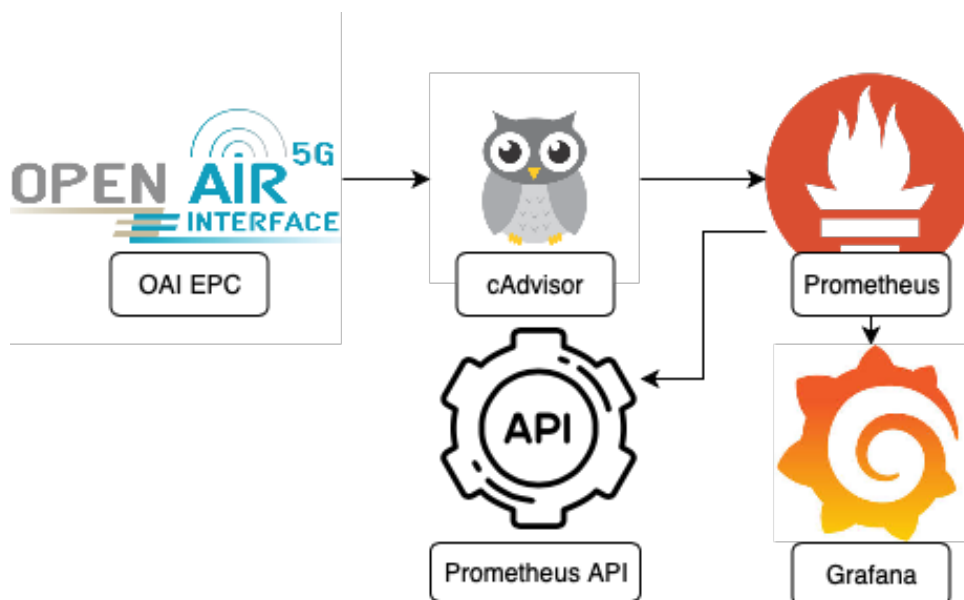 OPEN AIR 5G
INTERFACE
OAI EPC
cAdvisor
Prometheus
API
Prometheus API
Grafana